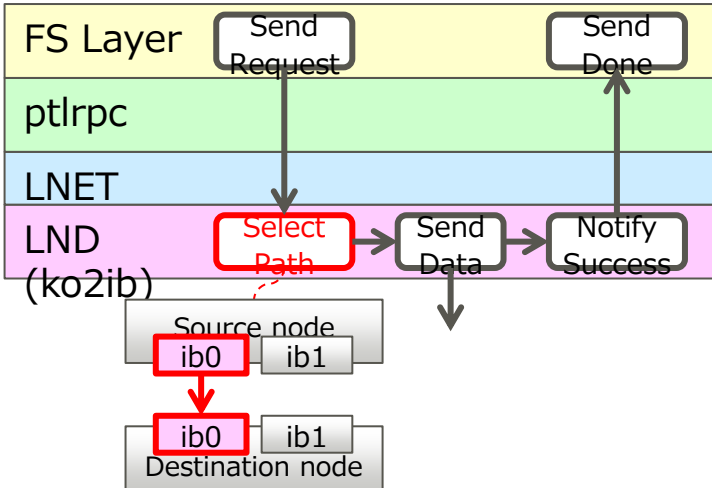 FS Layer
Send
Request
Send
Done
ptlrpc
LNET
LND
(ko2ib)
Select
Path
Send
Data
Notify
Success
Source node
ib0
ib1
ib0
ib1
Destination node